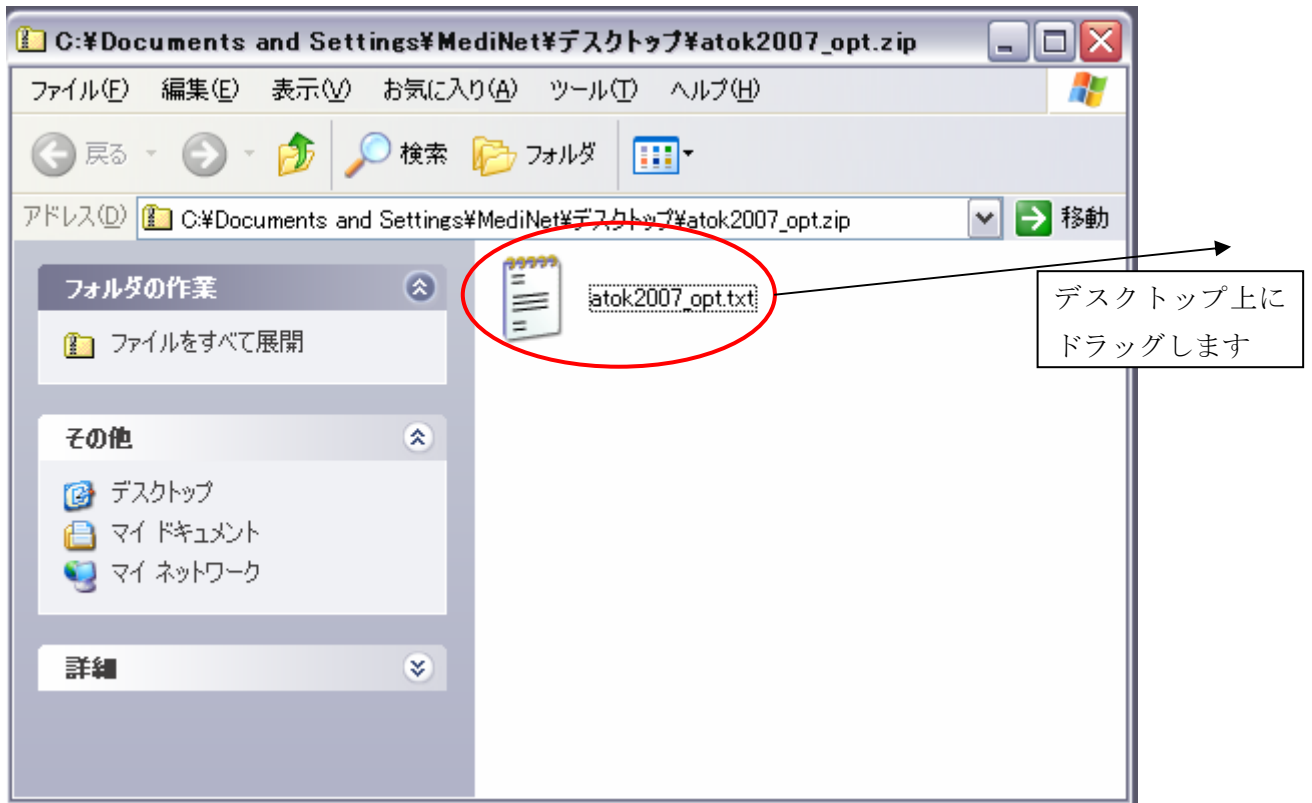 C:¥Documents and Settings¥MediNet¥デスクトップ¥atok2007_opt.zip
ファイル(F) 編集(E) 表示(V) お気に入り(A) ツール(T) ヘルプ(H)
戻る 検索 フォルダ
アドレス(D) C:¥Documents and Settings¥MediNet¥デスクトップ¥atok2007_opt.zip 移動
フォルダの作業
ファイルをすべて展開
その他
デスクトップ
マイ ドキュメント
マイ ネットワーク
詳細
atok2007_opt.txt
デスクトップ上に
ドラッグします